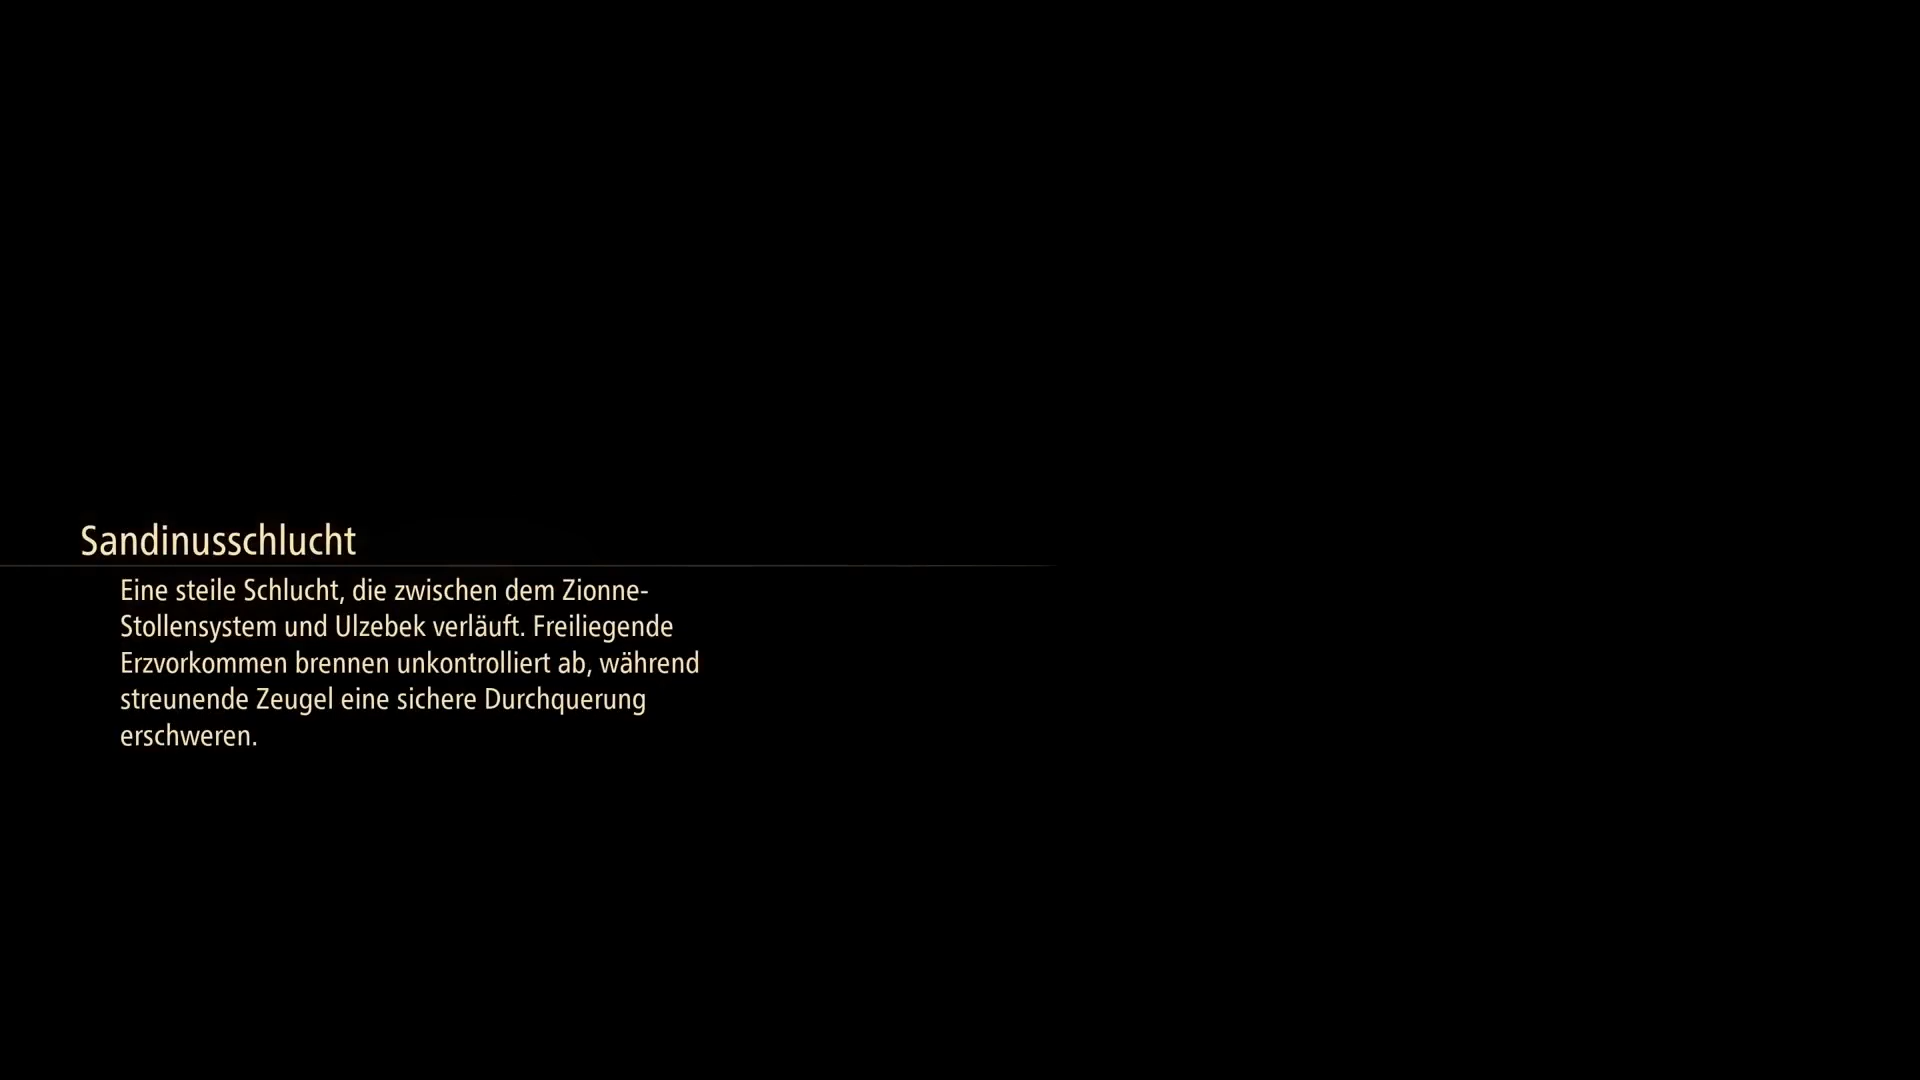 Sandinusschlucht
Eine steile Schlucht, die zwischen dem Zionne-
Stollensystem und Ulzebek verläuft. Freiliegende
Erzvorkommen brennen unkontrolliert ab, während
streunende Zeugel eine sichere Durchquerung
erschweren.